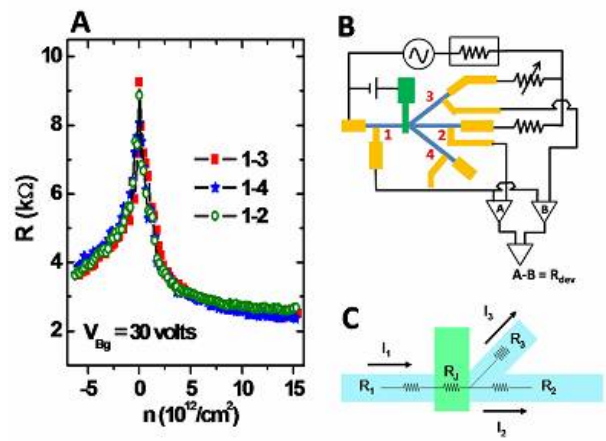 A
R (kΩ)
10
8
6
4
2
1-3
1-4
1-2
V_Bg = 30 volts
-5 0 5 10 15
n (10^12/cm^2)
B
1
3
2
4
A
B
A-B = R_dev
C
I_1
I_3
R_1
R_J
R_3
R_2
I_2